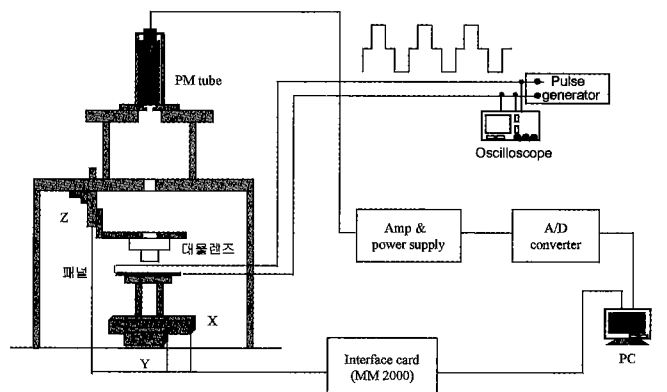 PM tube
Pulse
generator
Oscilloscope
Z
대물렌즈
패널
Amp &
power supply
A/D
converter
X
Y
Interface card
(MM 2000)
PC